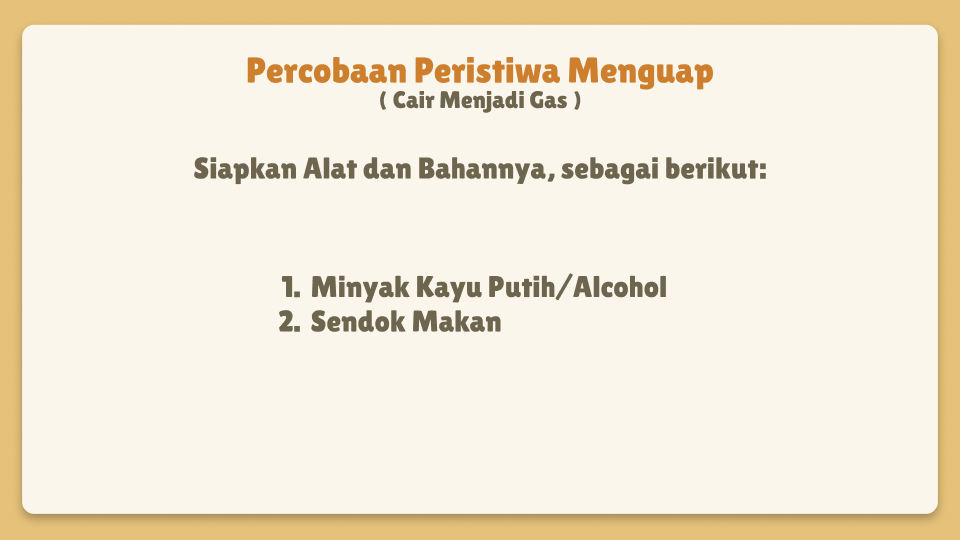 Percobaan Peristiwa Menguap
( Cair Menjadi Gas )
Siapkan Alat dan Bahannya, sebagai berikut:
1. Minyak Kayu Putih/Alcohol
2. Sendok Makan